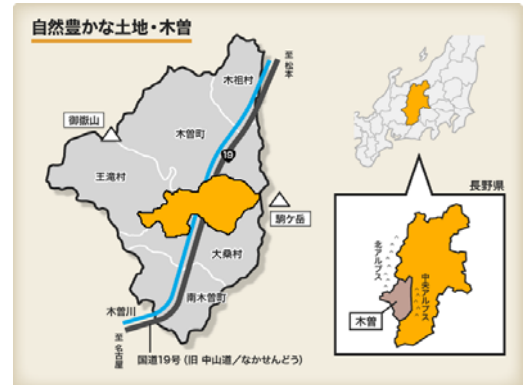 自然豊かな土地・木曽
至 松本
木祖村
御嶽山
木曽町
19
王滝村
駒ケ岳
大桑村
南木曽町
木曽川
至 名古屋
国道19号（旧 中山道／なかせんどう）
長野県
北アルプス
中央アルプス
木曽